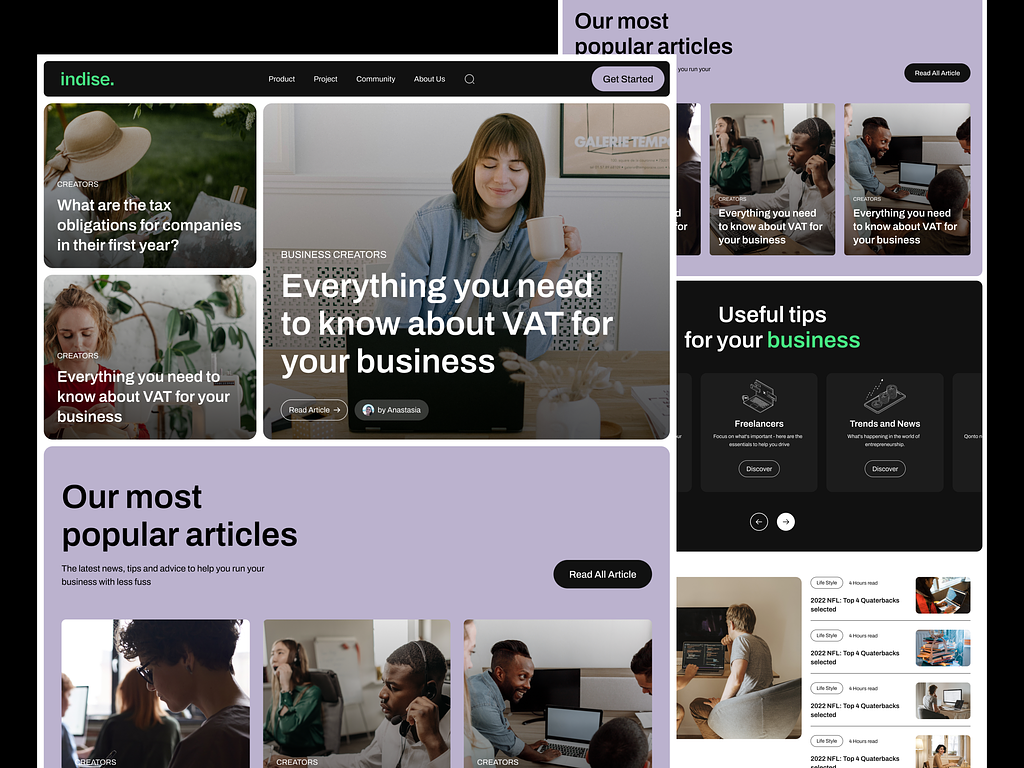 indise.
Product
Project
Community
About Us
Get Started
CREATORS
What are the tax
obligations for companies
in their first year?
CREATORS
Everything you need to
know about VAT for your
business
GALERIE TEMPO
BUSINESS CREATORS
Everything you need
to know about VAT for
your business
Read Article →
by Anastasia
Our most
popular articles
The latest news, tips and advice to help you run your
business with less fuss
Read All Article
CREATORS
CREATORS
CREATORS
Our most
popular articles
you run your
Read All Article
d
for
CREATORS
Everything you need
to know about VAT for
your business
CREATORS
Everything you need
to know about VAT for
your business
Useful tips
for your business
ur
Freelancers
Focus on what's important - here are the
essentials to help you drive
Discover
Trends and News
What's happening in the world of
entrepreneurship.
Discover
Qonto n
Life Style
4 Hours read
2022 NFL: Top 4 Quaterbacks
selected
Life Style
4 Hours read
2022 NFL: Top 4 Quaterbacks
selected
Life Style
4 Hours read
2022 NFL: Top 4 Quaterbacks
selected
Life Style
4 Hours read
2022 NFL: Top 4 Quaterbacks
selected